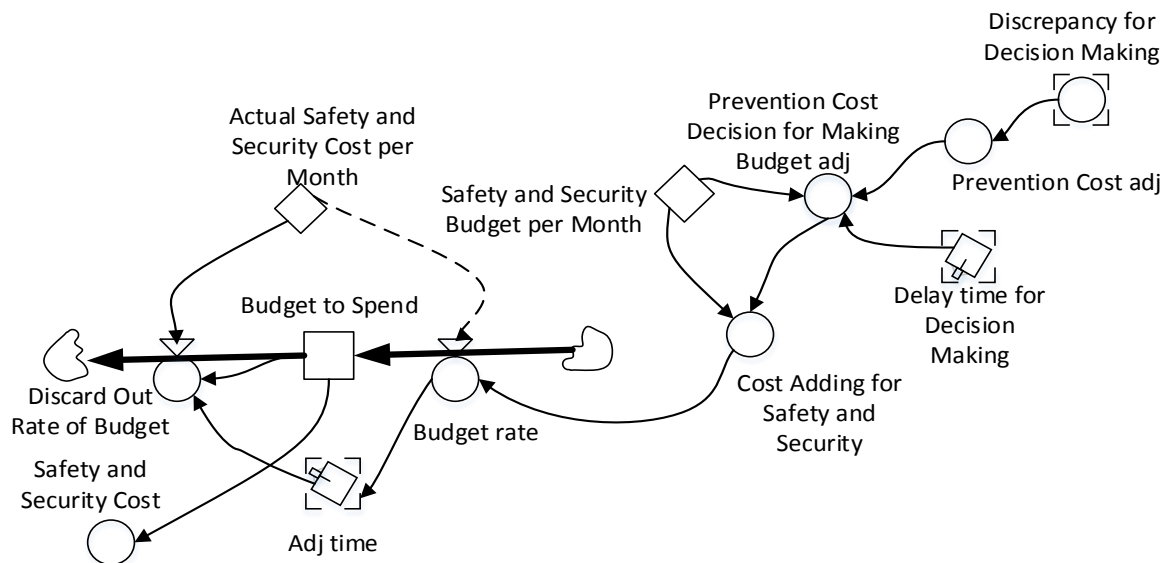 Discrepancy for
Decision Making
Actual Safety and
Security Cost per
Month
Prevention Cost
Decision for Making
Budget adj
Prevention Cost adj
Safety and Security
Budget per Month
Budget to Spend
Delay time for
Decision
Making
Discard Out
Rate of Budget
Budget rate
Cost Adding for
Safety and
Security
Safety and
Security Cost
Adj time